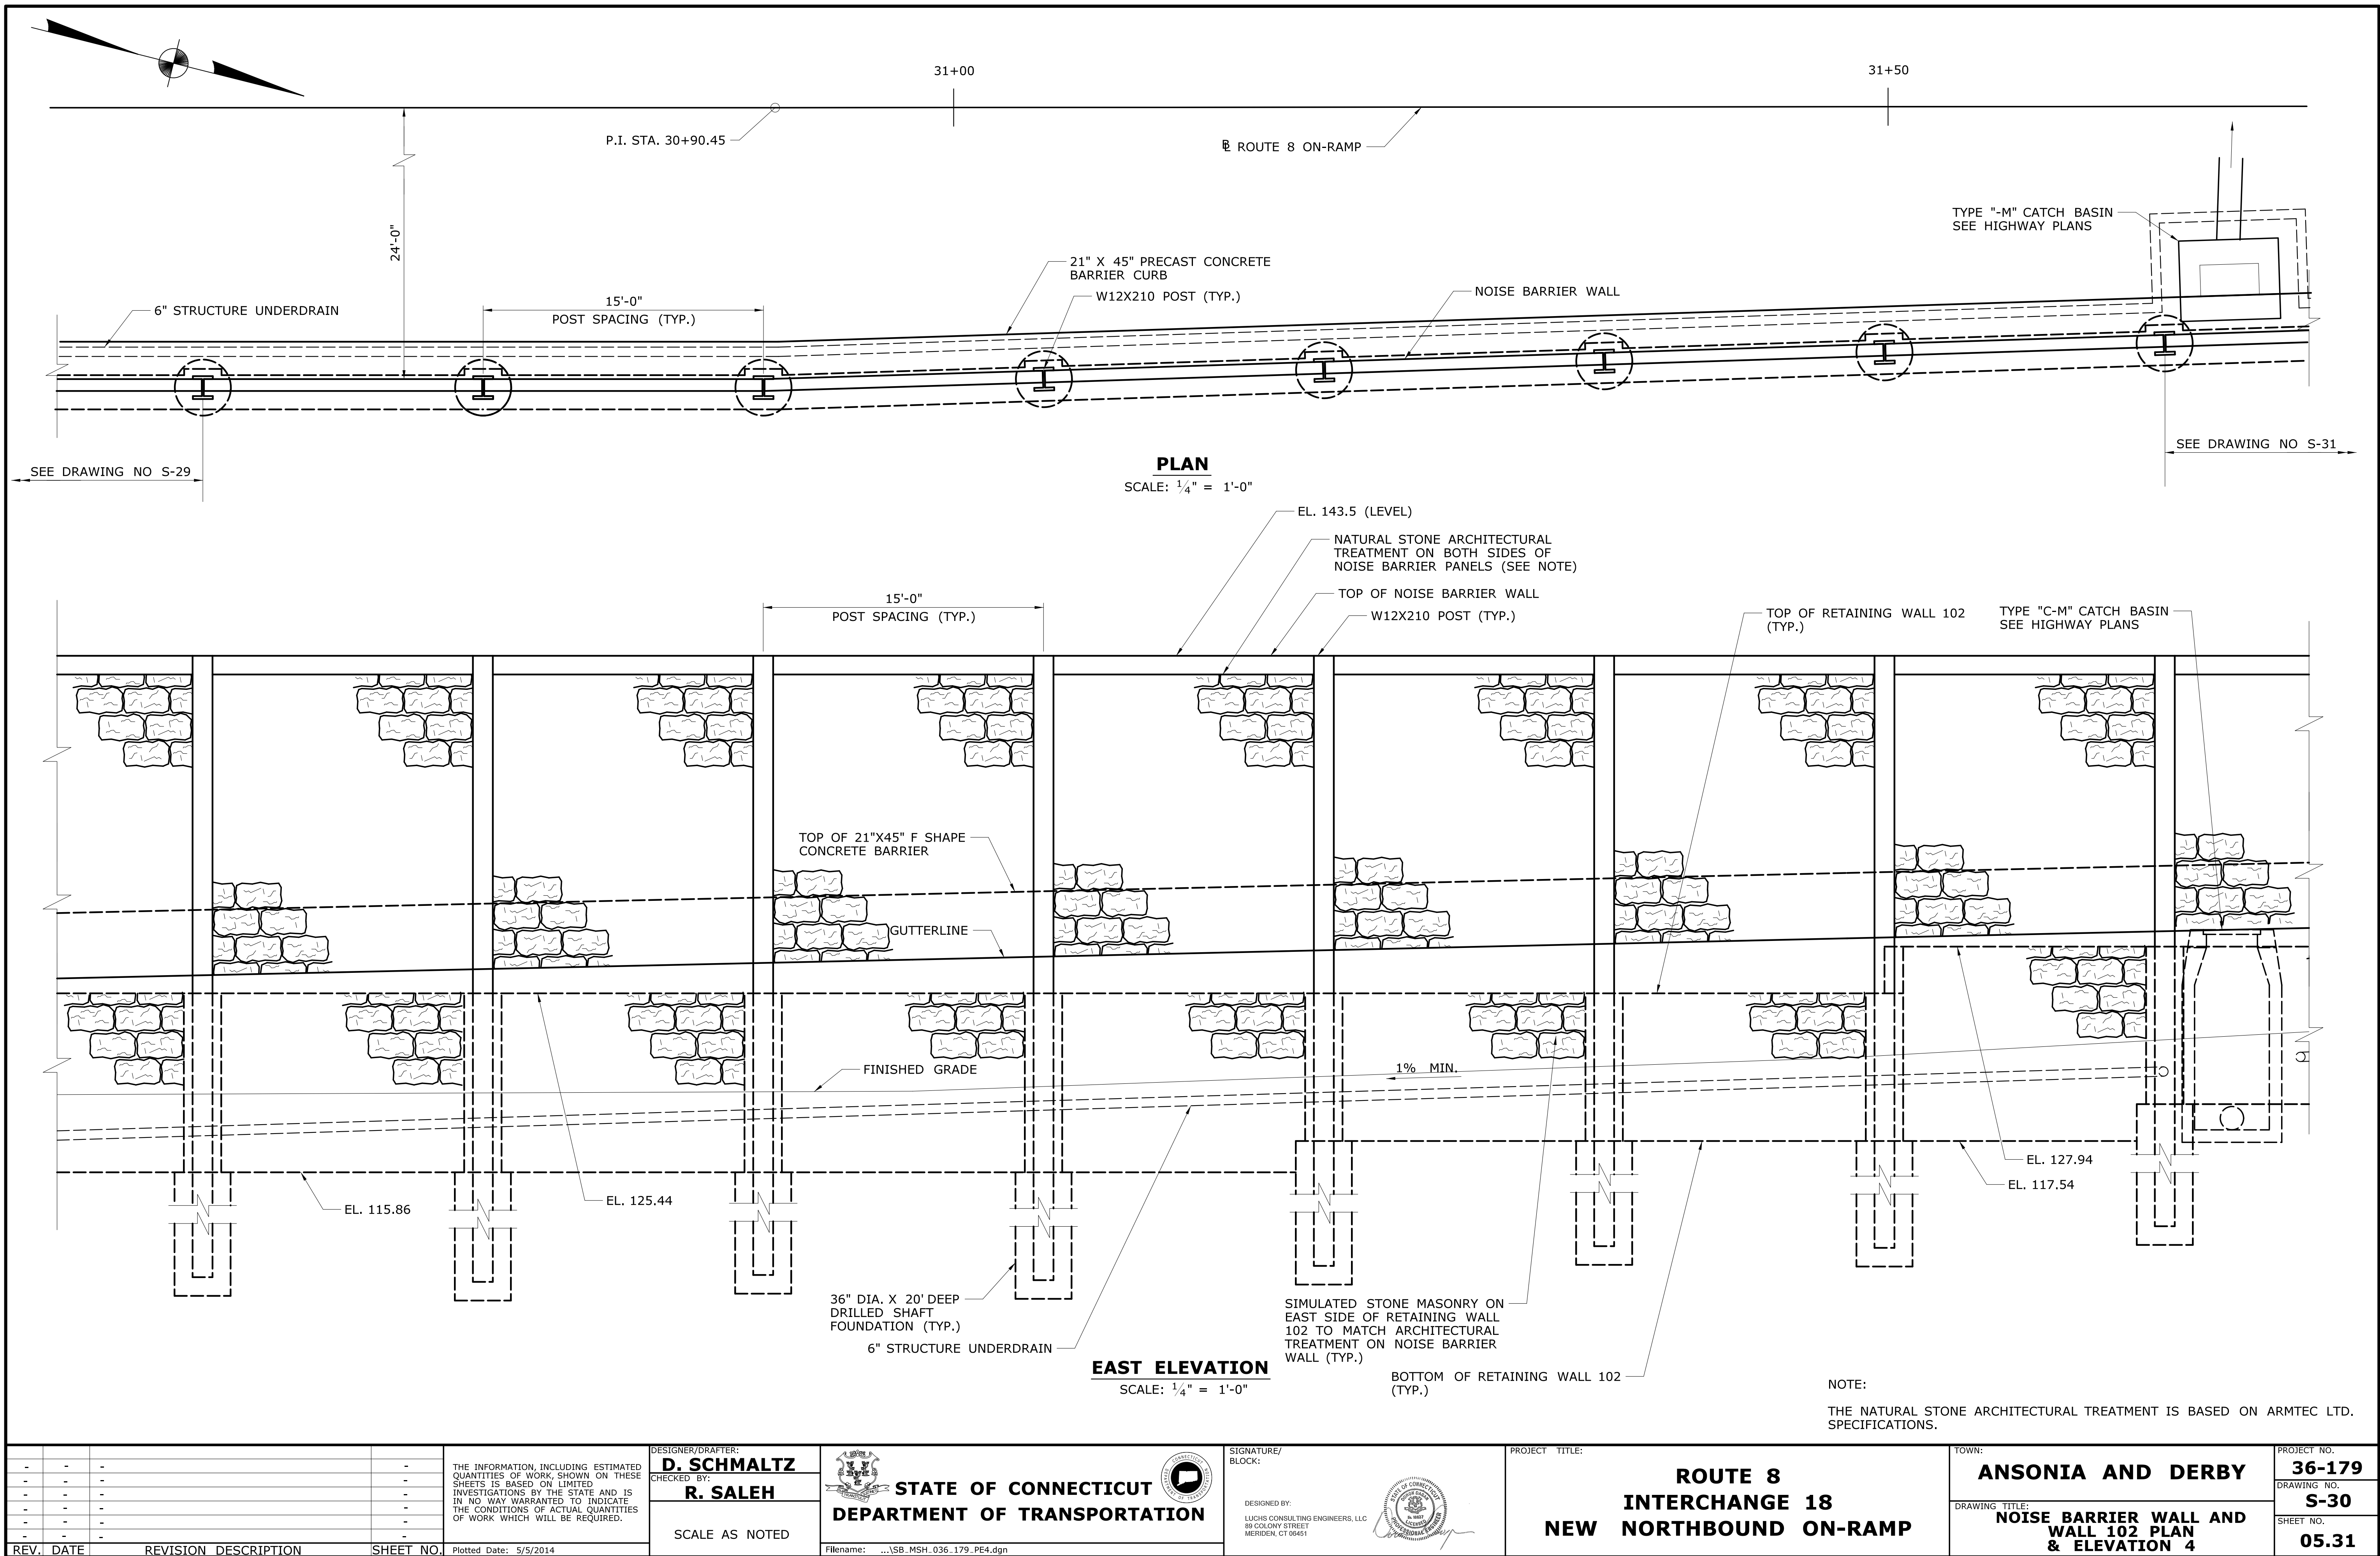 31+00
31+50
P.I. STA. 30+90.45
BL ROUTE 8 ON-RAMP
24'-0"
TYPE "-M" CATCH BASIN
SEE HIGHWAY PLANS
21" X 45" PRECAST CONCRETE
BARRIER CURB
W12X210 POST (TYP.)
NOISE BARRIER WALL
6" STRUCTURE UNDERDRAIN
15'-0"
POST SPACING (TYP.)
SEE DRAWING NO S-29
SEE DRAWING NO S-31
PLAN
SCALE: 1/4" = 1'-0"
EL. 143.5 (LEVEL)
NATURAL STONE ARCHITECTURAL
TREATMENT ON BOTH SIDES OF
NOISE BARRIER PANELS (SEE NOTE)
TOP OF NOISE BARRIER WALL
W12X210 POST (TYP.)
15'-0"
POST SPACING (TYP.)
TOP OF RETAINING WALL 102
(TYP.)
TYPE "C-M" CATCH BASIN
SEE HIGHWAY PLANS
TOP OF 21"X45" F SHAPE
CONCRETE BARRIER
GUTTERLINE
FINISHED GRADE
1% MIN.
EL. 115.86
EL. 125.44
EL. 127.94
EL. 117.54
36" DIA. X 20' DEEP
DRILLED SHAFT
FOUNDATION (TYP.)
6" STRUCTURE UNDERDRAIN
SIMULATED STONE MASONRY ON
EAST SIDE OF RETAINING WALL
102 TO MATCH ARCHITECTURAL
TREATMENT ON NOISE BARRIER
WALL (TYP.)
BOTTOM OF RETAINING WALL 102
(TYP.)
EAST ELEVATION
SCALE: 1/4" = 1'-0"
NOTE:
THE NATURAL STONE ARCHITECTURAL TREATMENT IS BASED ON ARMTEC LTD.
SPECIFICATIONS.
- - - -
- - - -
- - - -
- - - -
- - - -
- - - -
REV. DATE REVISION DESCRIPTION SHEET NO.
THE INFORMATION, INCLUDING ESTIMATED
QUANTITIES OF WORK, SHOWN ON THESE
SHEETS IS BASED ON LIMITED
INVESTIGATIONS BY THE STATE AND IS
IN NO WAY WARRANTED TO INDICATE
THE CONDITIONS OF ACTUAL QUANTITIES
OF WORK WHICH WILL BE REQUIRED.
Plotted Date: 5/5/2014
DESIGNER/DRAFTER:
D. SCHMALTZ
CHECKED BY:
R. SALEH
SCALE AS NOTED
STATE OF CONNECTICUT
DEPARTMENT OF TRANSPORTATION
Filename: ...\SB_MSH_036_179_PE4.dgn
SIGNATURE/
BLOCK:
DESIGNED BY:
LUCHS CONSULTING ENGINEERS, LLC
89 COLONY STREET
MERIDEN, CT 06451
STATE OF CONNECTICUT
LICENSED
PROFESSIONAL ENGINEER
PROJECT TITLE:
ROUTE 8
INTERCHANGE 18
NEW NORTHBOUND ON-RAMP
TOWN:
ANSONIA AND DERBY
DRAWING TITLE:
NOISE BARRIER WALL AND
WALL 102 PLAN
& ELEVATION 4
PROJECT NO.
36-179
DRAWING NO.
S-30
SHEET NO.
05.31